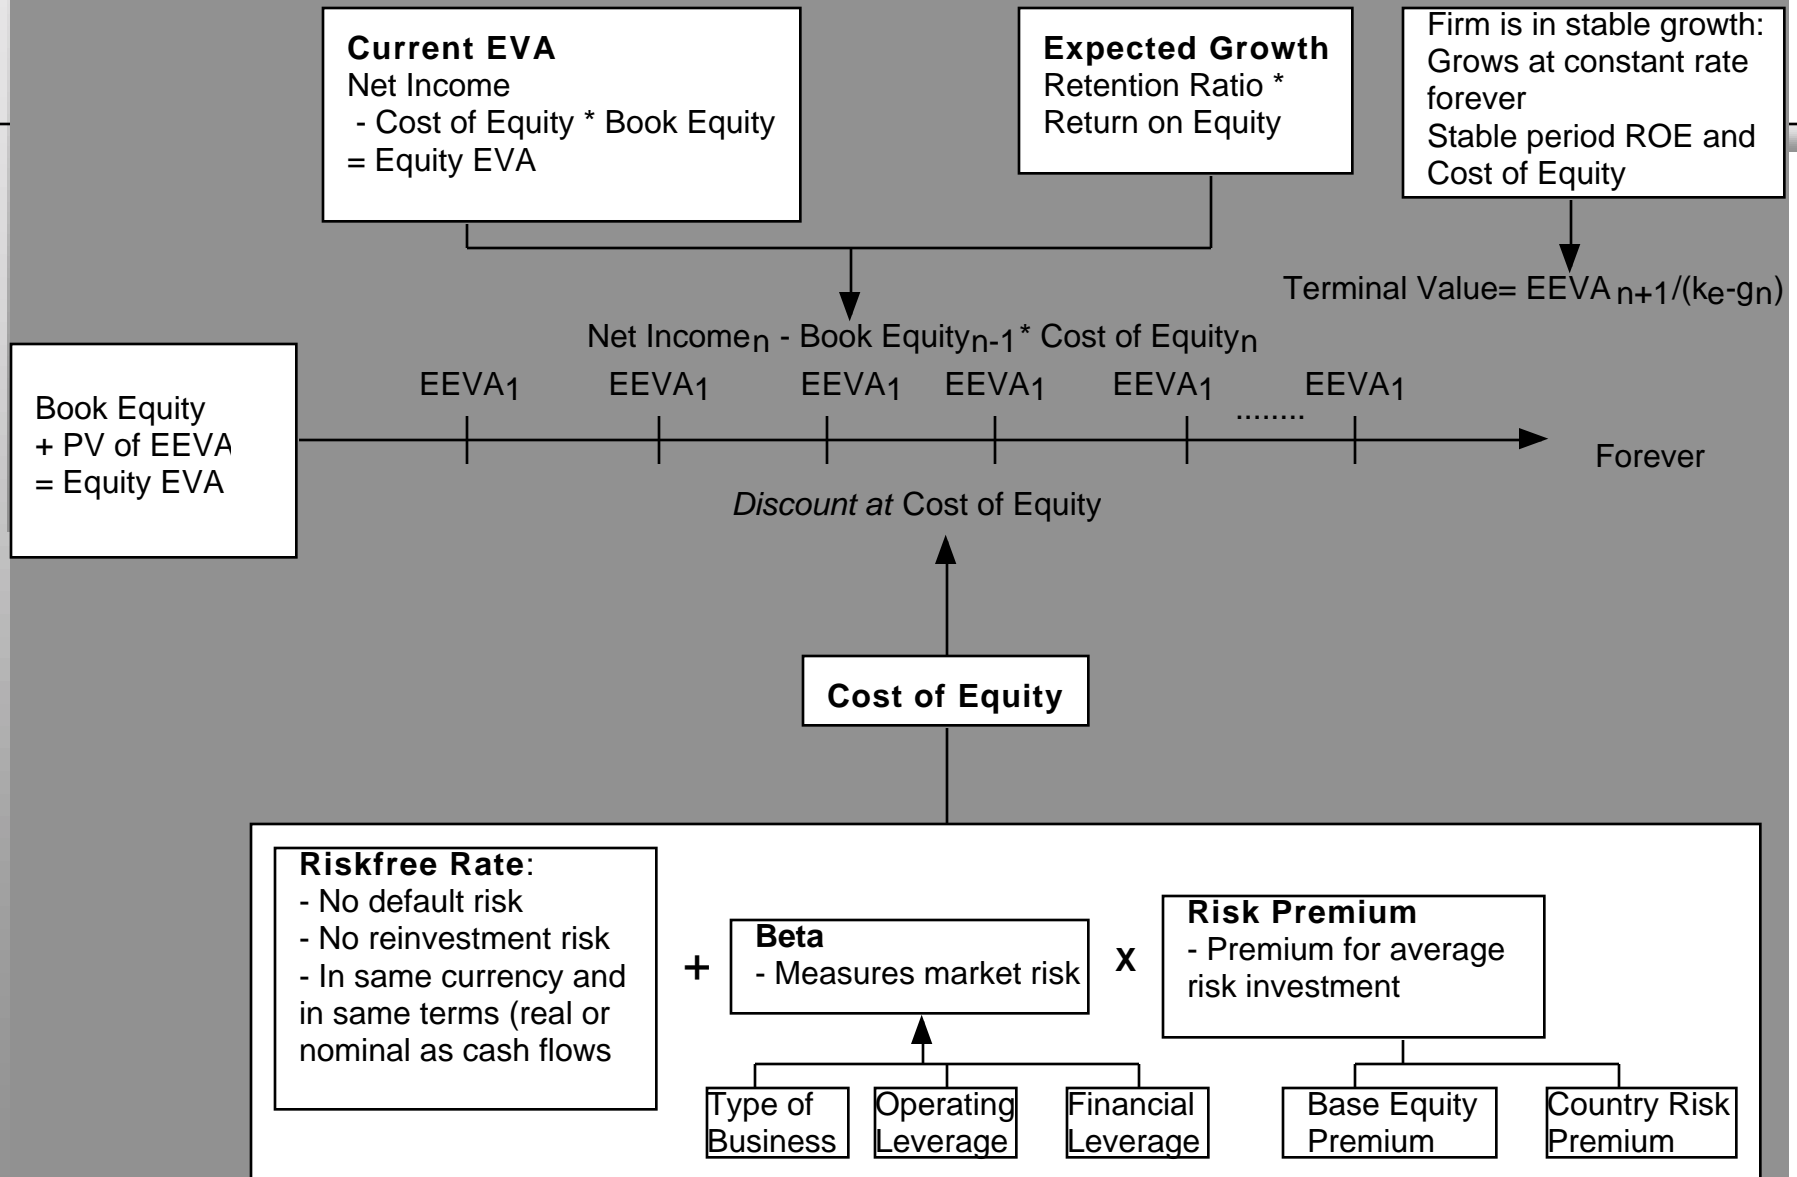 Current EVA
Net Income
- Cost of Equity * Book Equity
= Equity EVA
Expected Growth
Retention Ratio *
Return on Equity
Firm is in stable growth:
Grows at constant rate
forever
Stable period ROE and
Cost of Equity
Terminal Value= EEVA n+1/(ke-gn)
Net Incomen - Book Equityn-1* Cost of Equityn
EEVA1 EEVA1 EEVA1 EEVA1 EEVA1 ........ EEVA1
Book Equity
+ PV of EEVA
= Equity EVA
Forever
Discount at Cost of Equity
Cost of Equity
Riskfree Rate:
- No default risk
- No reinvestment risk
- In same currency and
in same terms (real or
nominal as cash flows
+
Beta
- Measures market risk
X
Risk Premium
- Premium for average
risk investment
Type of
Business
Operating
Leverage
Financial
Leverage
Base Equity
Premium
Country Risk
Premium